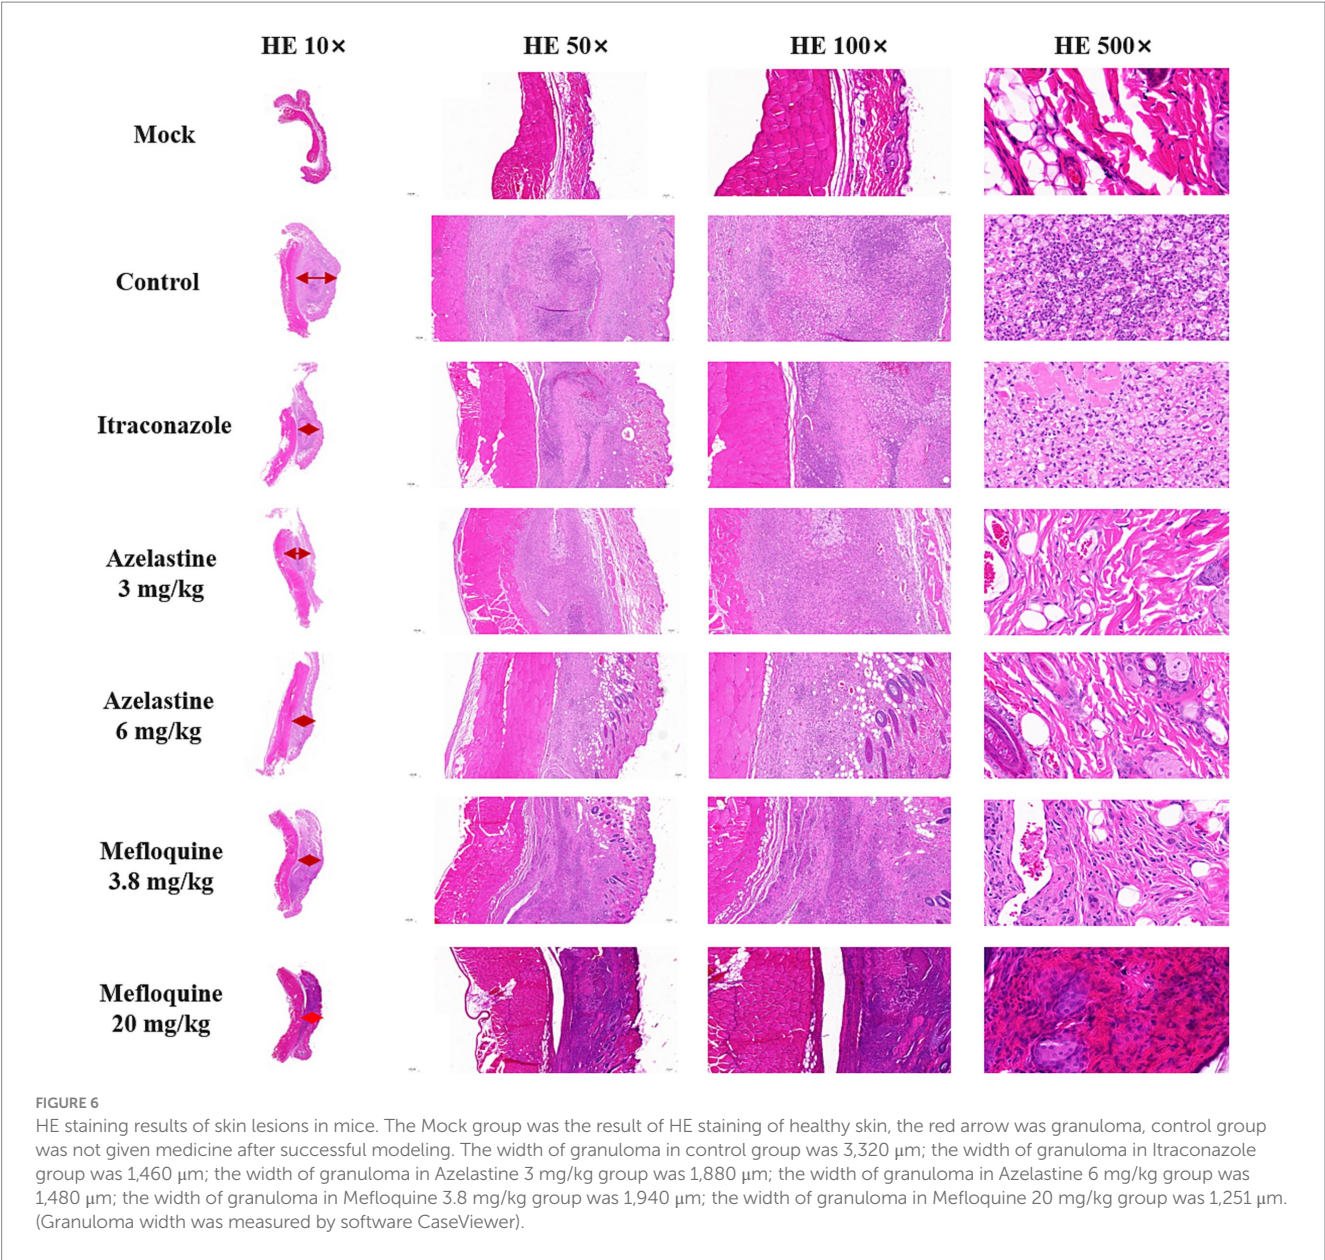 HE 10×
HE 50×
HE 100×
HE 500×
Mock
Control
Itraconazole
Azelastine
3 mg/kg
Azelastine
6 mg/kg
Mefloquine
3.8 mg/kg
Mefloquine
20 mg/kg
FIGURE 6
HE staining results of skin lesions in mice. The Mock group was the result of HE staining of healthy skin, the red arrow was granuloma, control group
was not given medicine after successful modeling. The width of granuloma in control group was 3,320 μm; the width of granuloma in Itraconazole
group was 1,460 μm; the width of granuloma in Azelastine 3 mg/kg group was 1,880 μm; the width of granuloma in Azelastine 6 mg/kg group was
1,480 μm; the width of granuloma in Mefloquine 3.8 mg/kg group was 1,940 μm; the width of granuloma in Mefloquine 20 mg/kg group was 1,251 μm.
(Granuloma width was measured by software CaseViewer).